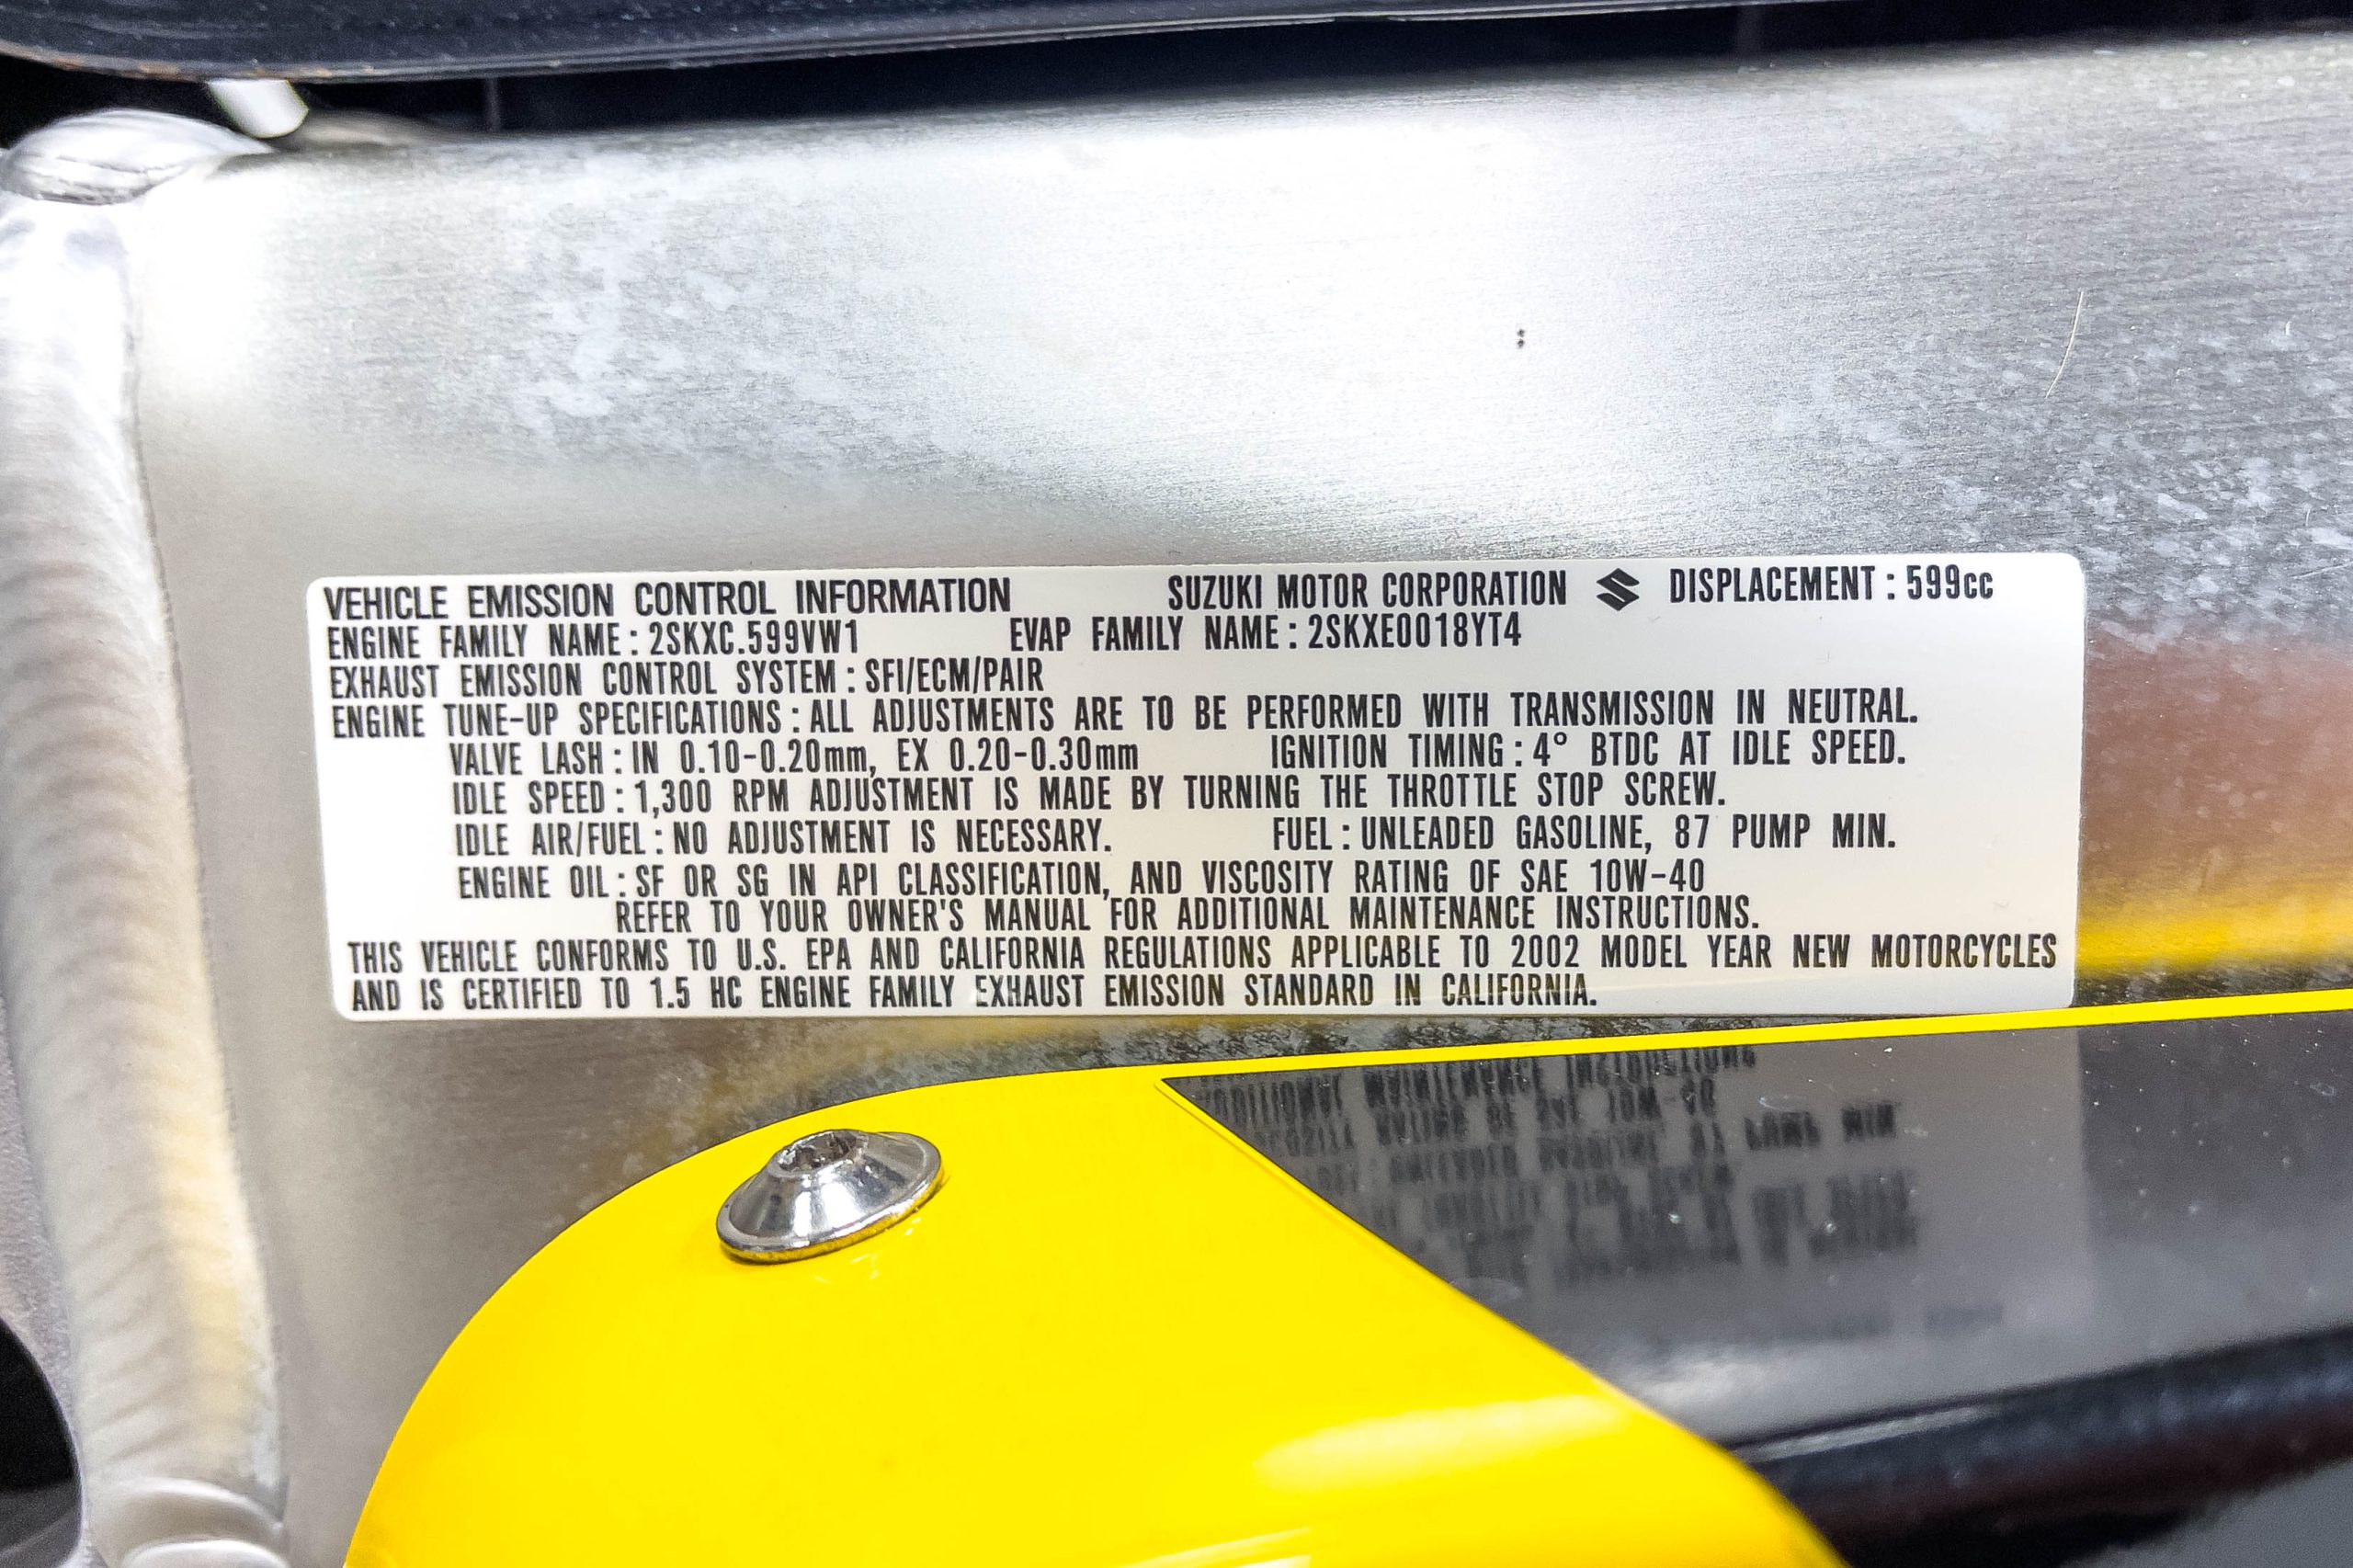 VEHICLE EMISSION CONTROL INFORMATION SUZUKI MOTOR CORPORATION DISPLACEMENT : 599cc
ENGINE FAMILY NAME : 2SKXC.599VW1 EVAP FAMILY NAME : 2SKXE0018YT4
EXHAUST EMISSION CONTROL SYSTEM : SFI/ECM/PAIR
ENGINE TUNE-UP SPECIFICATIONS : ALL ADJUSTMENTS ARE TO BE PERFORMED WITH TRANSMISSION IN NEUTRAL.
VALVE LASH : IN 0.10-0.20mm, EX 0.20-0.30mm IGNITION TIMING : 4° BTDC AT IDLE SPEED.
IDLE SPEED : 1,300 RPM ADJUSTMENT IS MADE BY TURNING THE THROTTLE STOP SCREW.
IDLE AIR/FUEL : NO ADJUSTMENT IS NECESSARY. FUEL : UNLEADED GASOLINE, 87 PUMP MIN.
ENGINE OIL : SF OR SG IN API CLASSIFICATION, AND VISCOSITY RATING OF SAE 10W-40
REFER TO YOUR OWNER'S MANUAL FOR ADDITIONAL MAINTENANCE INSTRUCTIONS.
THIS VEHICLE CONFORMS TO U.S. EPA AND CALIFORNIA REGULATIONS APPLICABLE TO 2002 MODEL YEAR NEW MOTORCYCLES
AND IS CERTIFIED TO 1.5 HC ENGINE FAMILY EXHAUST EMISSION STANDARD IN CALIFORNIA.